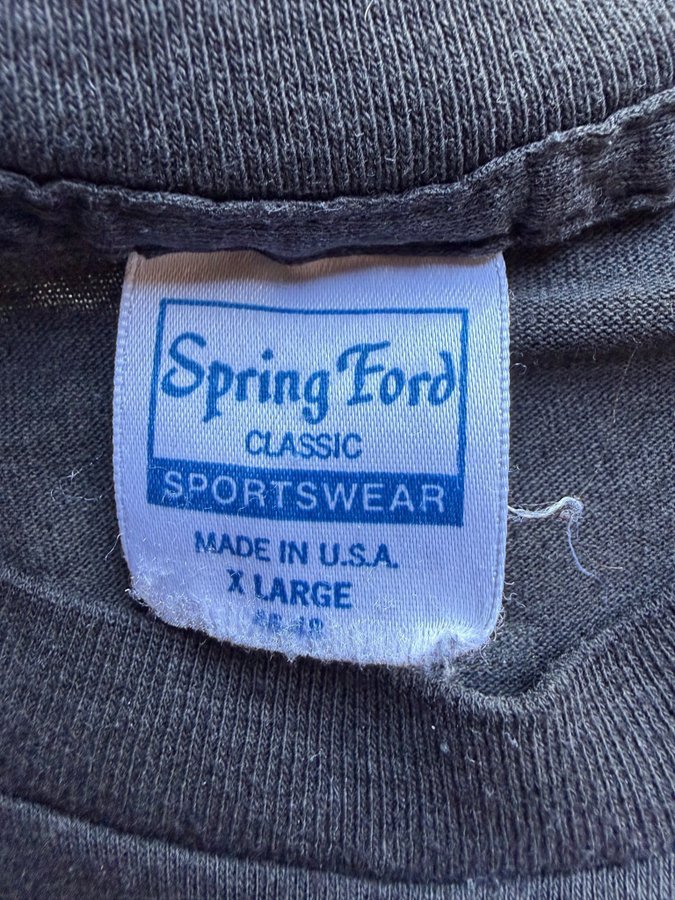 Spring Ford
CLASSIC
SPORTSWEAR
MADE IN U.S.A.
X LARGE